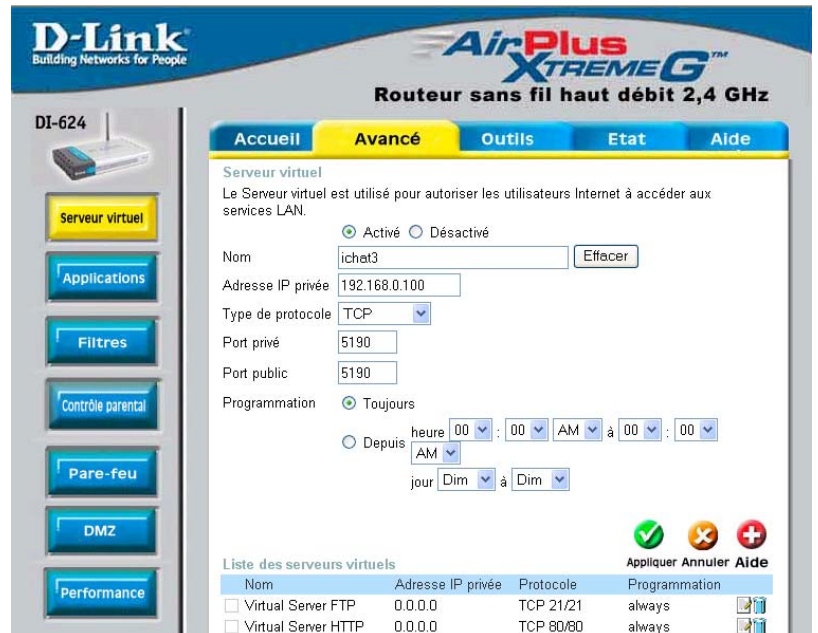 D-Link
Building Networks for People
AirPlus
XTREME G™
Routeur sans fil haut débit 2,4 GHz
DI-624
Accueil Avancé Outils Etat Aide
Serveur virtuel
Applications
Filtres
Contrôle parental
Pare-feu
DMZ
Performance
Serveur virtuel
Le Serveur virtuel est utilisé pour autoriser les utilisateurs Internet à accéder aux
services LAN.
Activé Désactivé
Nom ichat3 Effacer
Adresse IP privée 192.168.0.100
Type de protocole TCP
Port privé 5190
Port public 5190
Programmation Toujours
Depuis heure 00 : 00 AM à 00 : 00
AM
jour Dim à Dim
Appliquer Annuler Aide
Liste des serveurs virtuels
Nom Adresse IP privée Protocole Programmation
Virtual Server FTP 0.0.0.0 TCP 21/21 always
Virtual Server HTTP 0.0.0.0 TCP 80/80 always